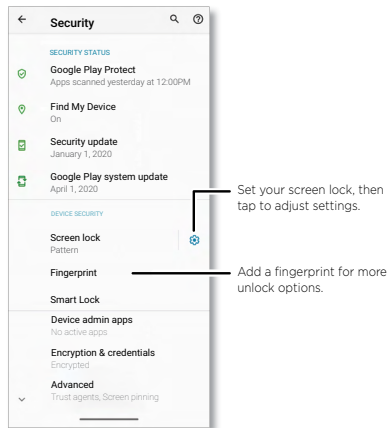 Security
SECURITY STATUS
Google Play Protect
Apps scanned yesterday at 12:00PM
Find My Device
On
Security update
January 1, 2020
Google Play system update
April 1, 2020
DEVICE SECURITY
Screen lock
Pattern
Set your screen lock, then
tap to adjust settings.
Fingerprint
Add a fingerprint for more
unlock options.
Smart Lock
Device admin apps
No active apps
Encryption & credentials
Encrypted
Advanced
Trust agents, Screen pinning